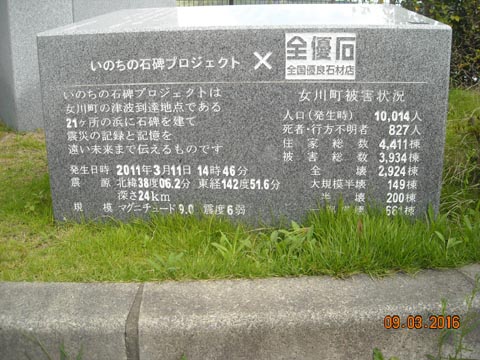 いのちの石碑プロジェクト × 全優石
全国優良石材店
いのちの石碑プロジェクトは
女川町の津波到達地点である
21ヶ所の浜に石碑を建て
震災の記録と記憶を
遠い未来まで伝えるものです
発生日時 2011年3月11日 14時46分
震源 北緯38度06.2分 東経142度51.6分
深さ24km
規模 マグニチュード9.0 震度6弱
女川町被害状況
人口(発生時) 10,014人
死者・行方不明者 827人
住家総数 4,411棟
被害総数 3,934棟
全壊 2,924棟
大規模半壊 149棟
半壊 200棟
661棟
09.03.2016